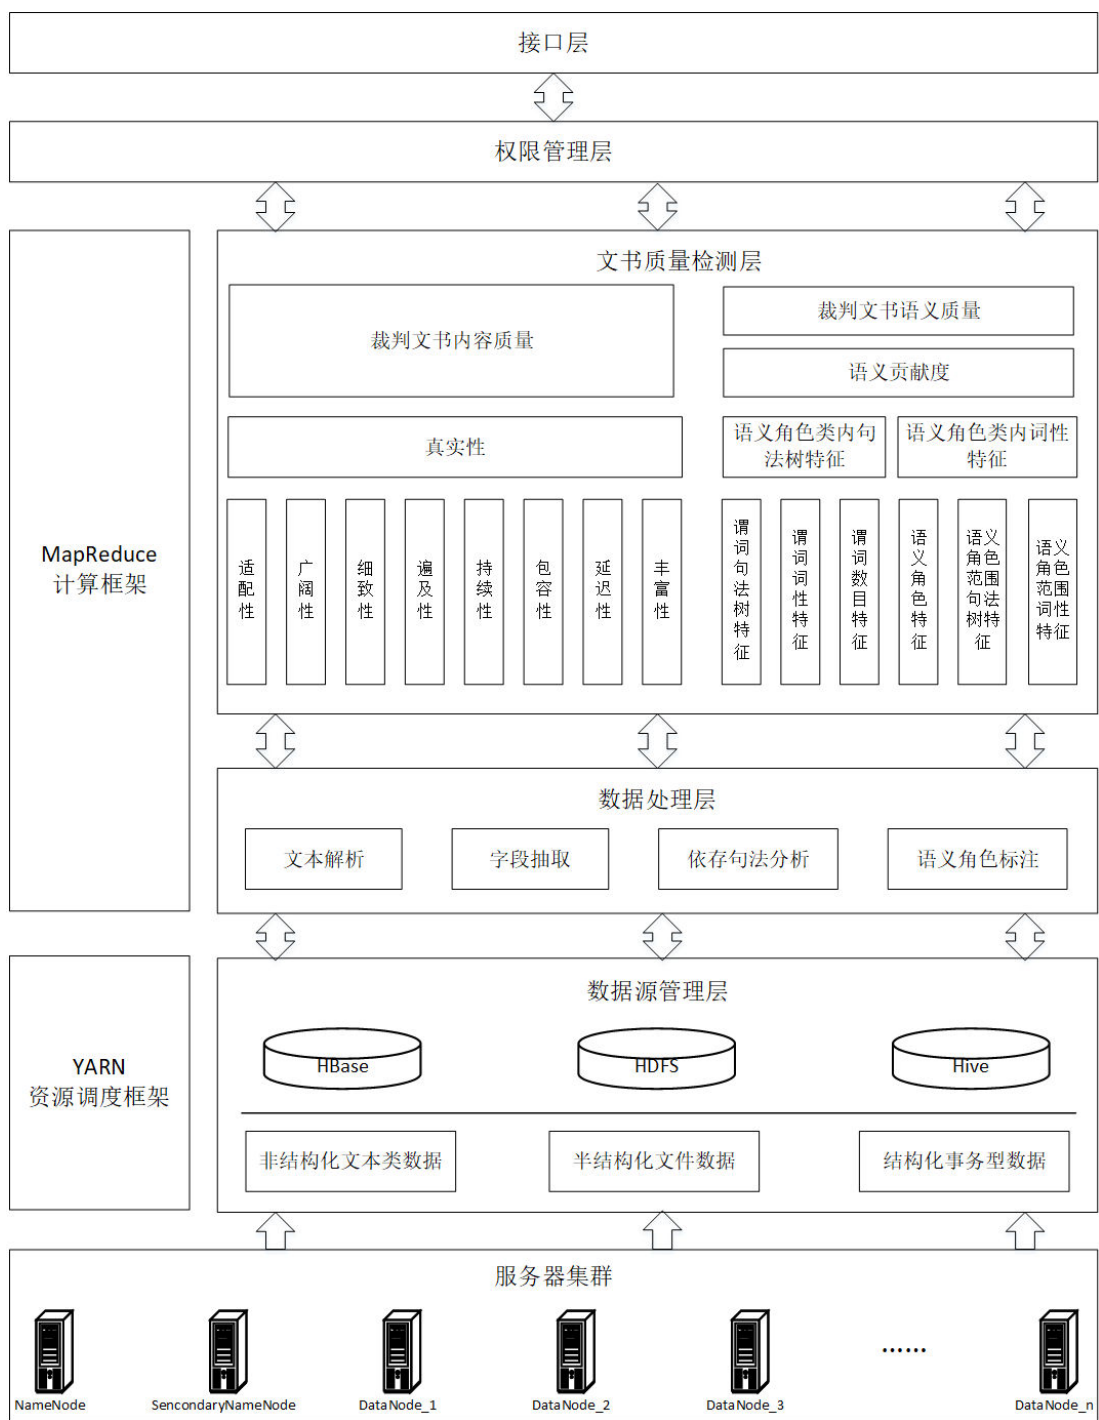 接口层
权限管理层
MapReduce
计算框架
文书质量检测层
裁判文书内容质量
裁判文书语义质量
语义贡献度
真实性
语义角色类内句
法树特征
语义角色类内词性
特征
适配性
广阔性
细致性
遍及性
持续性
包容性
延迟性
丰富性
谓词句法树特征
谓词词性特征
谓词数目特征
语义角色特征
语义角色范围句法树特征
语义角色范围词性特征
数据处理层
文本解析
字段抽取
依存句法分析
语义角色标注
YARN
资源调度框架
数据源管理层
HBase
HDFS
Hive
非结构化文本类数据
半结构化文件数据
结构化事务型数据
服务器集群
NameNode
SencondaryNameNode
DataNode_1
DataNode_2
DataNode_3
……
DataNode_n